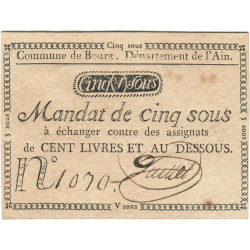 Cinq sous
Commune de Bourg, Département de l'Ain.
CINQ SOUS
Mandat de cinq sous
à échanger contre des assignats
DE CENT LIVRES ET AU DESSOUS.
N.º 1070.
V sous